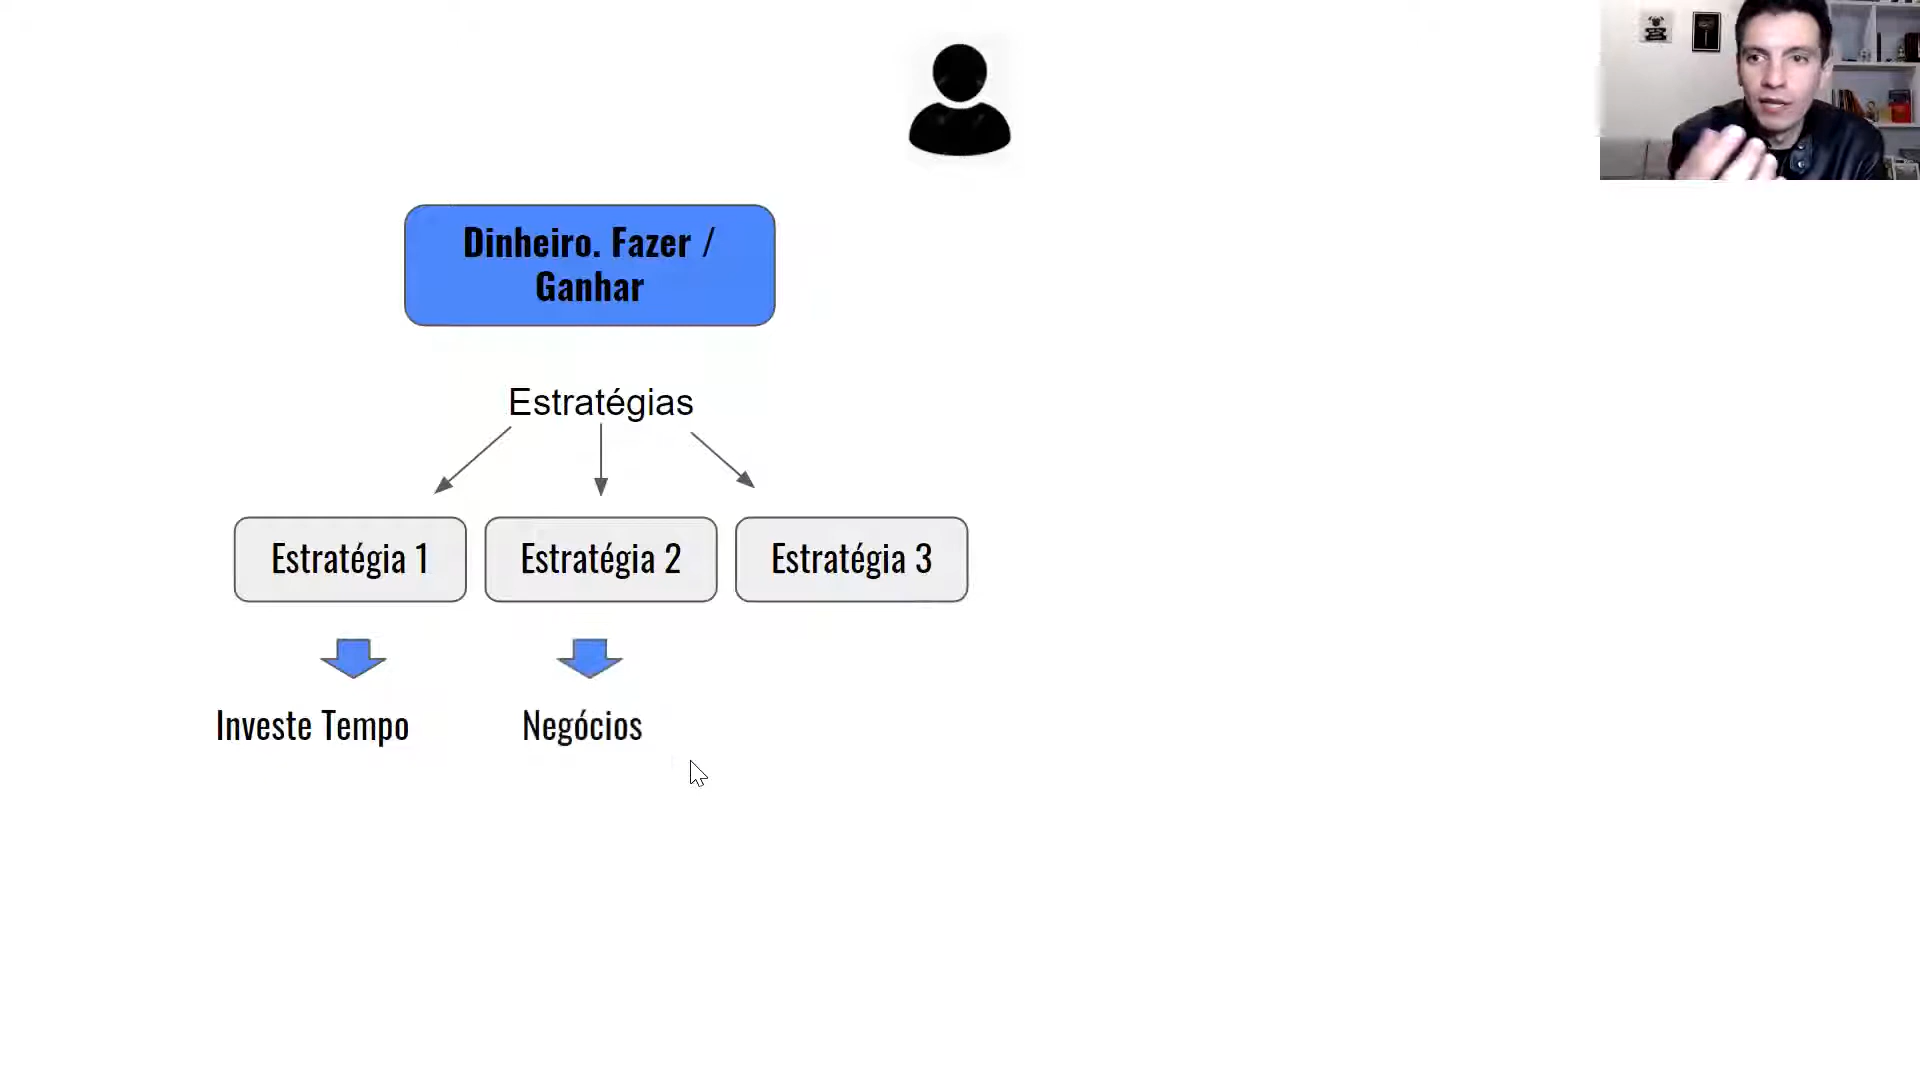 Dinheiro. Fazer /
Ganhar
Estratégias
Estratégia 1
Estratégia 2
Estratégia 3
Investe Tempo
Negócios